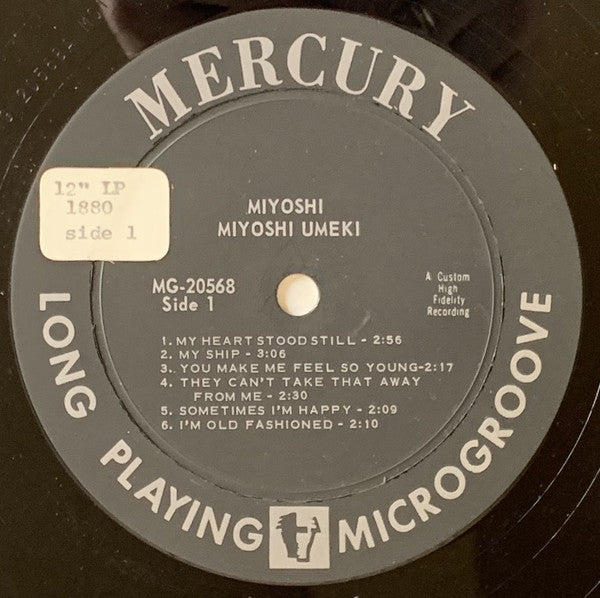 MERCURY
12" LP
1880
side 1
MIYOSHI
MIYOSHI UMEKI
MG-20568
Side 1
A Custom
High
Fidelity
Recording
1. MY HEART STOOD STILL - 2:56
2. MY SHIP - 3:06
3. YOU MAKE ME FEEL SO YOUNG-2:17
4. THEY CAN'T TAKE THAT AWAY
FROM ME - 2:30
5. SOMETIMES I'M HAPPY - 2:09
6. I'M OLD FASHIONED - 2:10
LONG PLAYING MICROGROOVE